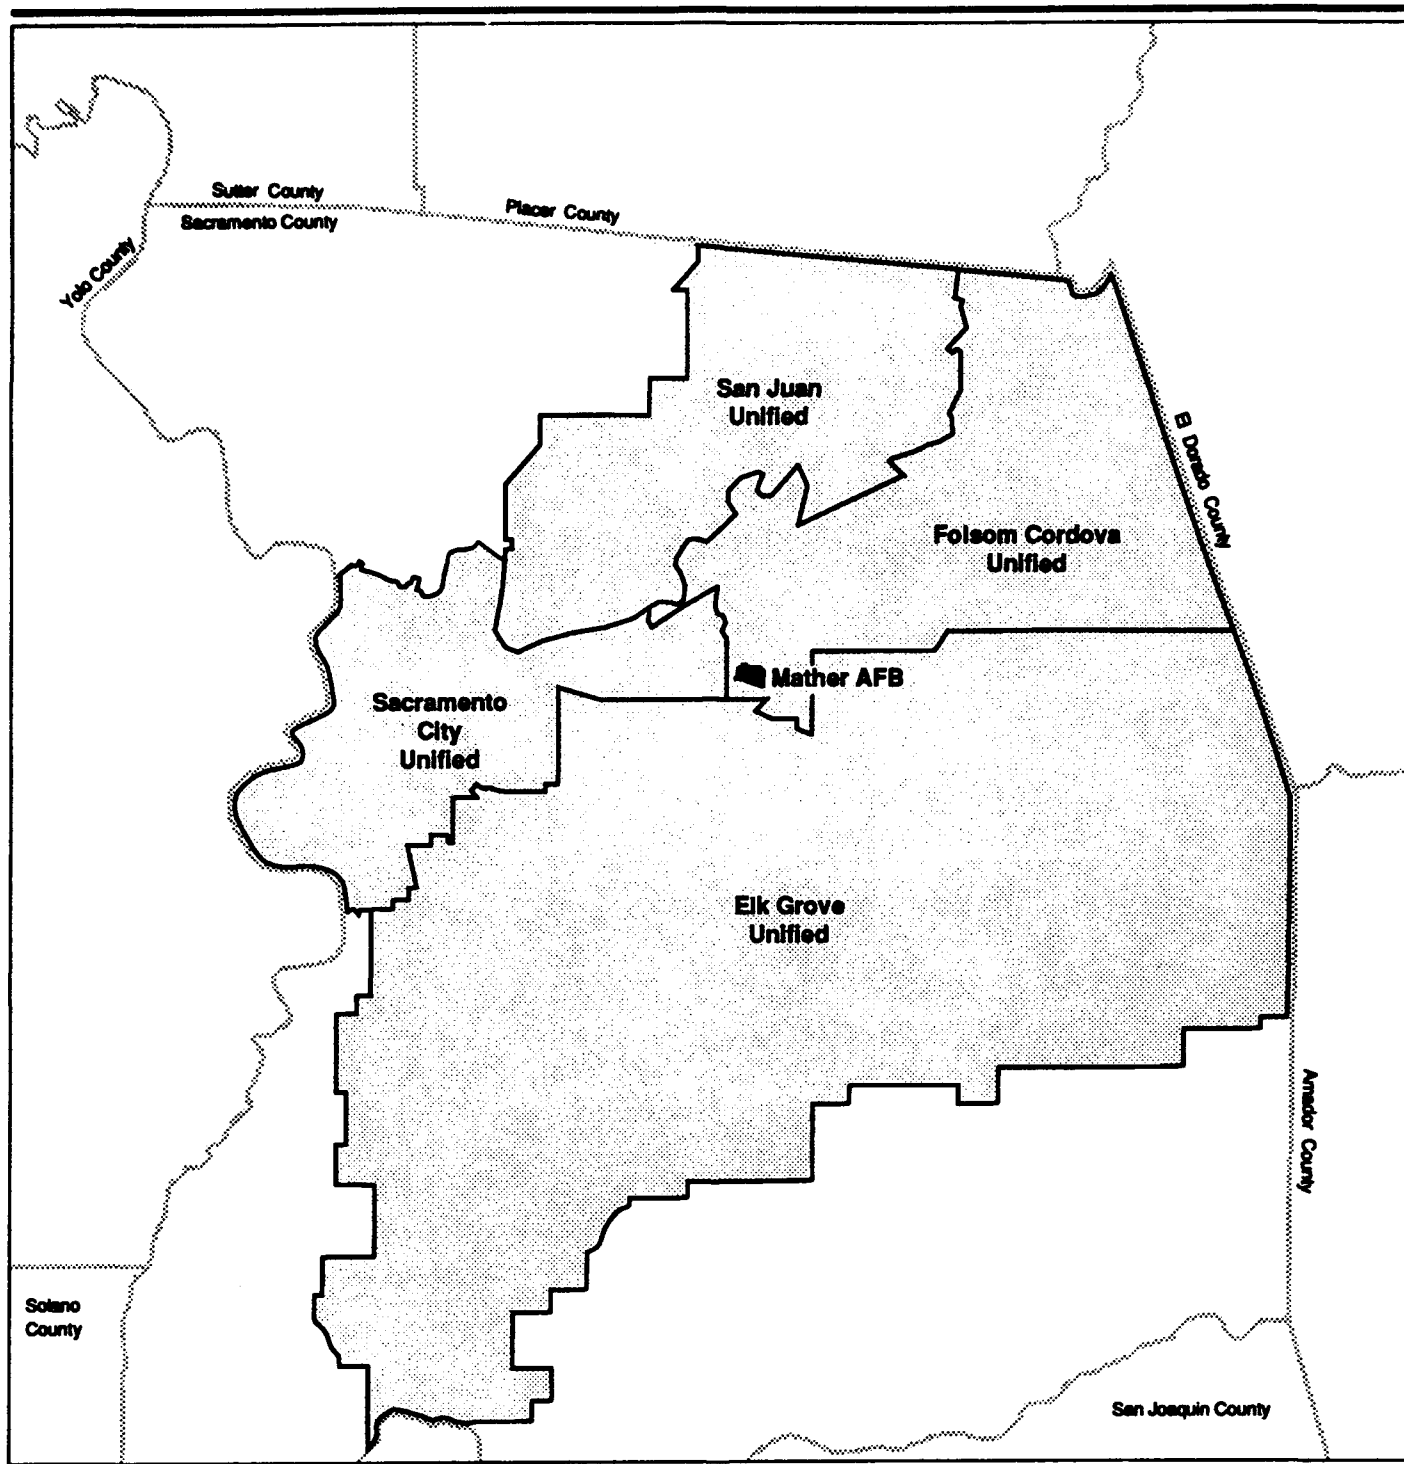 Sutter County
Sacramento County
Placer County
Yolo County
San Juan
Unified
El Dorado County
Folsom Cordova
Unified
Mather AFB
Sacramento
City
Unified
Elk Grove
Unified
Amador County
Solano
County
San Joaquin County